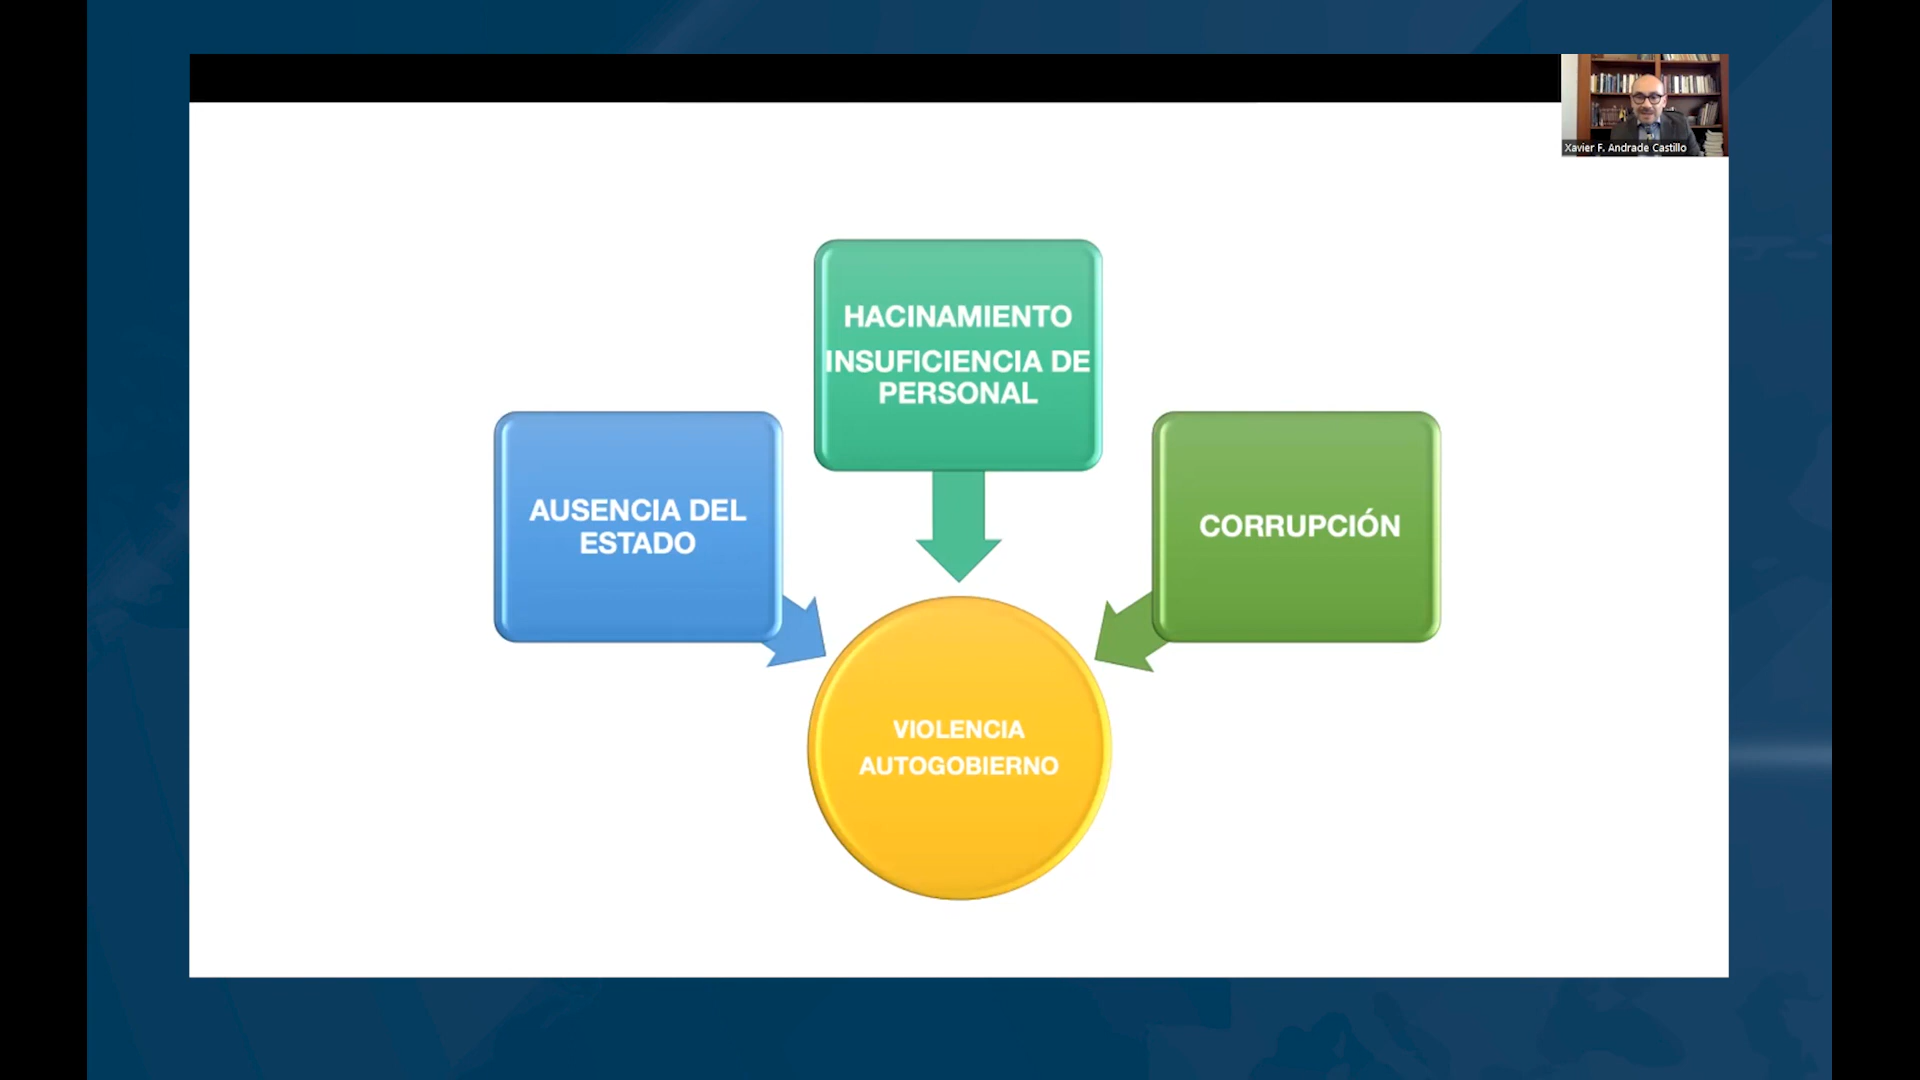 Xavier F. Andrade Castillo
HACINAMIENTO
INSUFICIENCIA DE
PERSONAL
AUSENCIA DEL
ESTADO
CORRUPCIÓN
VIOLENCIA
AUTOGOBIERNO